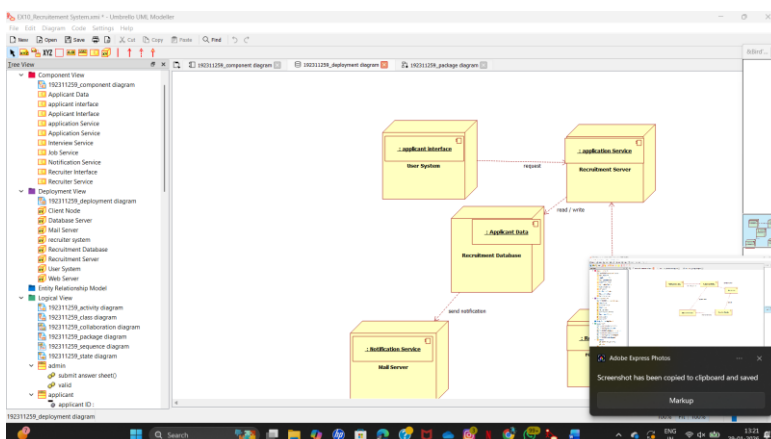 EX10_Recruitement System.xmi * - Umbrello UML Modeller
File Edit Diagram Code Settings Help
New Open Save Cut Copy Paste Find
XYZ
Tree View
192311259_component diagram
192311259_deployment diagram
192311259_package diagram
Component View
192311259_component diagram
Applicant Data
applicant interface
Applicant Interface
application Service
Application Service
Interview Service
Job Service
Notification Service
Recruiter Interface
Recruiter Service
Deployment View
192311259_deployment diagram
Client Node
Database Server
Mail Server
recruiter system
Recruitment Database
Recruitment Server
User System
Web Server
Entity Relationship Model
Logical View
192311259_activity diagram
192311259_class diagram
192311259_collaboration diagram
192311259_package diagram
192311259_sequence diagram
192311259_state diagram
admin
submit answer sheet()
valid
applicant
applicant ID :
: applicant interface
User System
request
: application Service
Recruitment Server
read / write
: Applicant Data
Recruitment Database
send notification
: Notification Service
Mail Server
Adobe Express Photos
Screenshot has been copied to clipboard and saved
Markup
192311259_deployment diagram
Search
ENG
IN
13:21